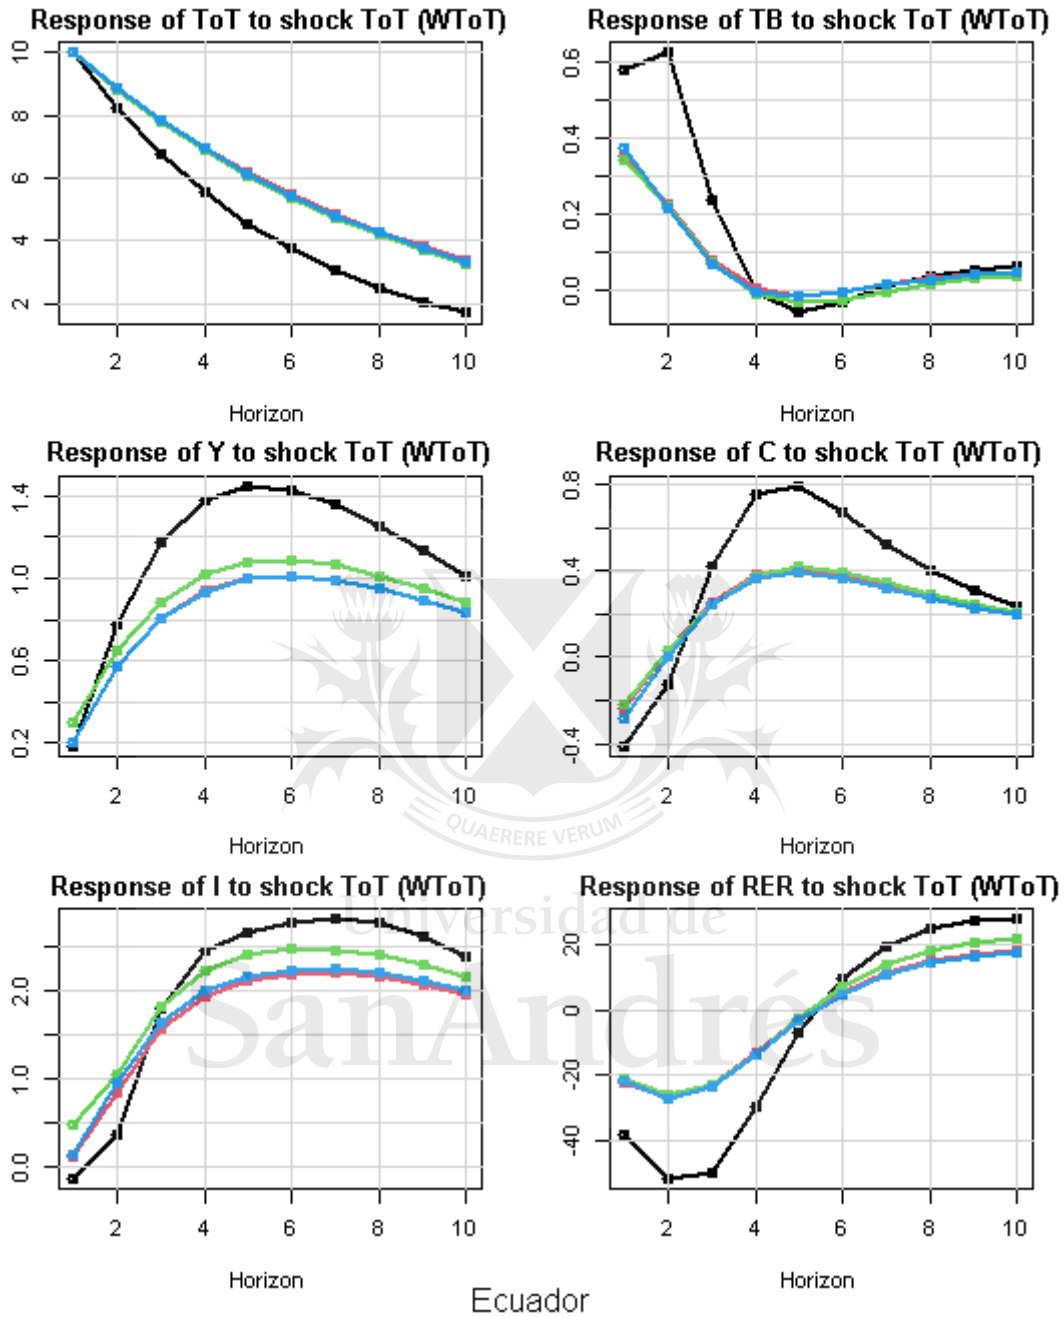 Response of ToT to shock ToT (WToT)
Response of TB to shock ToT (WToT)
10
8
6
4
2
0.6
0.4
0.2
0.0
2 4 6 8 10
2 4 6 8 10
Horizon
Horizon
Response of Y to shock ToT (WToT)
Response of C to shock ToT (WToT)
1.4
1.0
0.6
0.2
0.8
0.4
0.0
-0.4
2 4 6 8 10
2 4 6 8 10
QUAERERE VERUM
Horizon
Horizon
Response of I to shock ToT (WToT)
Response of RER to shock ToT (WToT)
Universidad de
SanAndrés
2.0
1.0
0.0
20
0
-20
-40
2 4 6 8 10
2 4 6 8 10
Horizon
Horizon
Ecuador